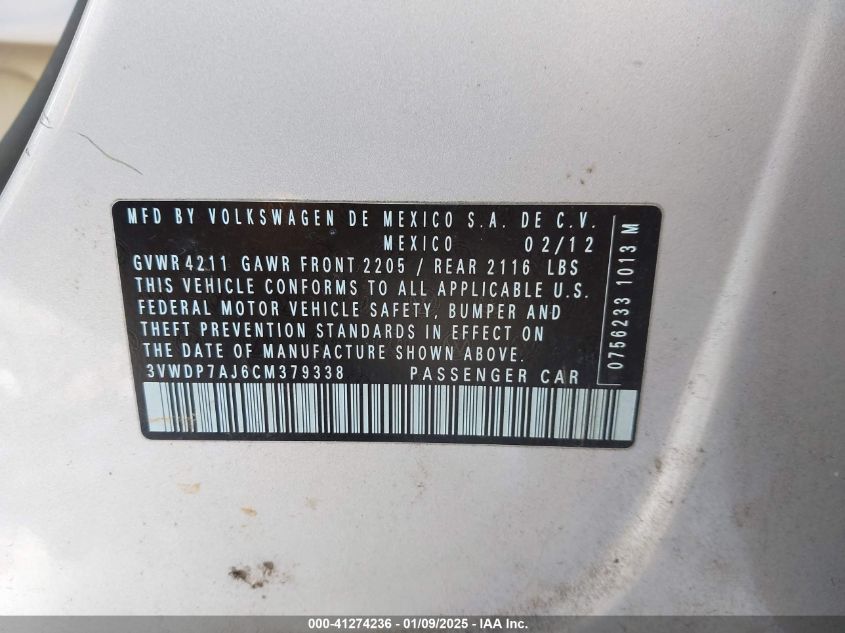 MFD BY VOLKSWAGEN DE MEXICO S.A. DE C.V.
MEXICO 02/12
GVWR 4211 GAWR FRONT 2205 / REAR 2116 LBS
THIS VEHICLE CONFORMS TO ALL APPLICABLE U.S.
FEDERAL MOTOR VEHICLE SAFETY, BUMPER AND
THEFT PREVENTION STANDARDS IN EFFECT ON
THE DATE OF MANUFACTURE SHOWN ABOVE.
3VWDP7AJ6CM379338 PASSENGER CAR
0756233 1013 M
000-41274236 - 01/09/2025 - IAA Inc.